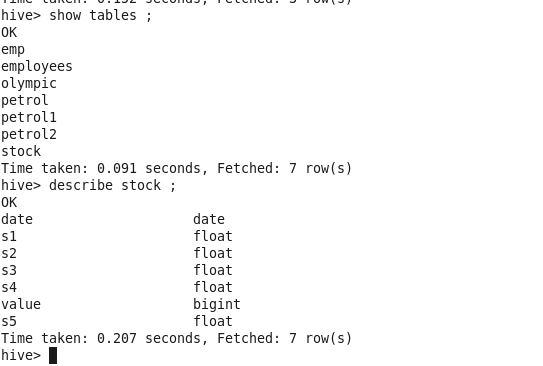 Time taken: 0.132 seconds, Fetched: 5 row(s)
hive> show tables ;
OK
emp
employees
olympic
petrol
petrol1
petrol2
stock
Time taken: 0.091 seconds, Fetched: 7 row(s)
hive> describe stock ;
OK
date                    date
s1                      float
s2                      float
s3                      float
s4                      float
value                   bigint
s5                      float
Time taken: 0.207 seconds, Fetched: 7 row(s)
hive>